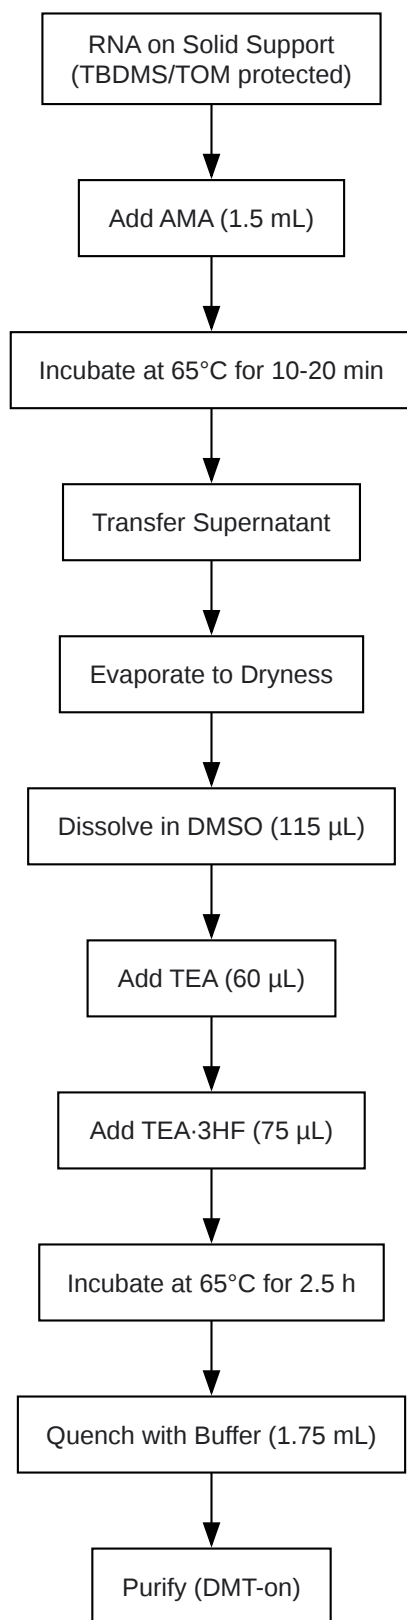 RNA on Solid Support
(TBDMS/TOM protected)
Add AMA (1.5 mL)
Incubate at 65°C for 10-20 min
Transfer Supernatant
Evaporate to Dryness
Dissolve in DMSO (115 µL)
Add TEA (60 µL)
Add TEA·3HF (75 µL)
Incubate at 65°C for 2.5 h
Quench with Buffer (1.75 mL)
Purify (DMT-on)